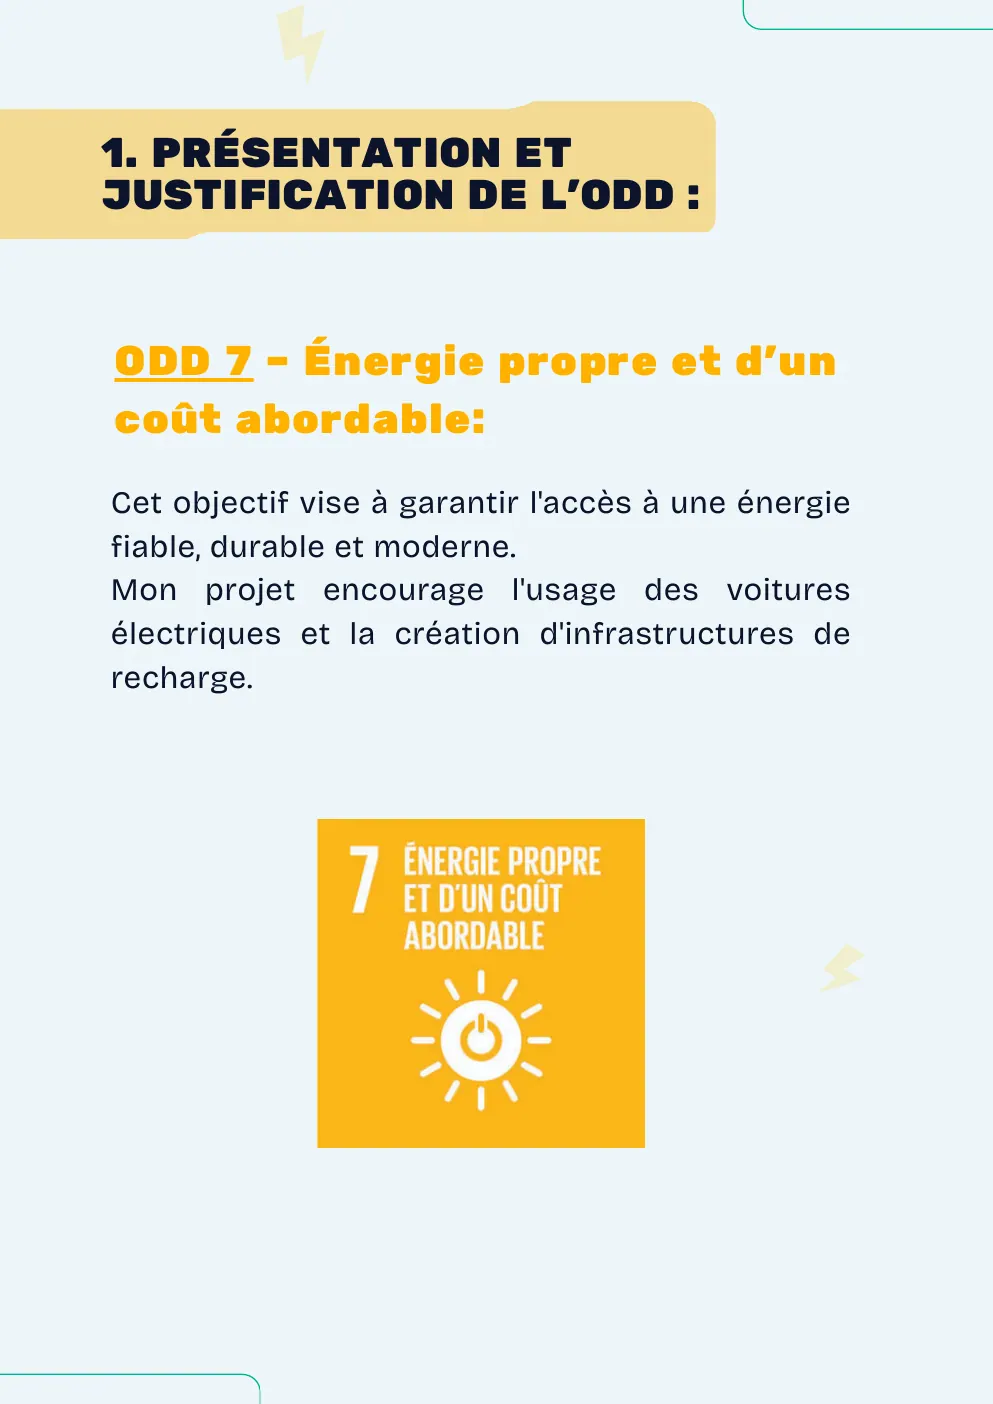 1. PRÉSENTATION ET
JUSTIFICATION DE L’ODD :
ODD 7 – Énergie propre et d’un
coût abordable:
Cet objectif vise à garantir l'accès à une énergie
fiable, durable et moderne.
Mon projet encourage l'usage des voitures
électriques et la création d'infrastructures de
recharge.
7 ÉNERGIE PROPRE
ET D'UN COÛT
ABORDABLE